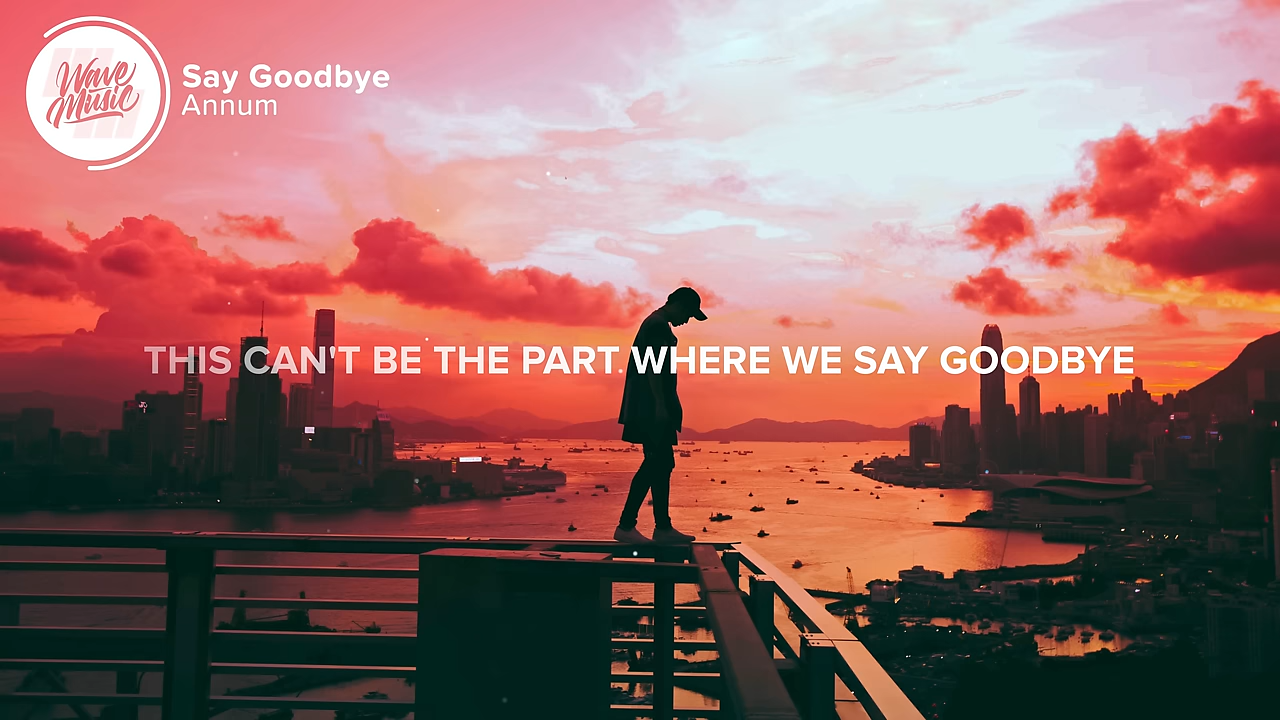 Wave
Music
Say Goodbye
Annum
THIS CAN'T BE THE PART WHERE WE SAY GOODBYE